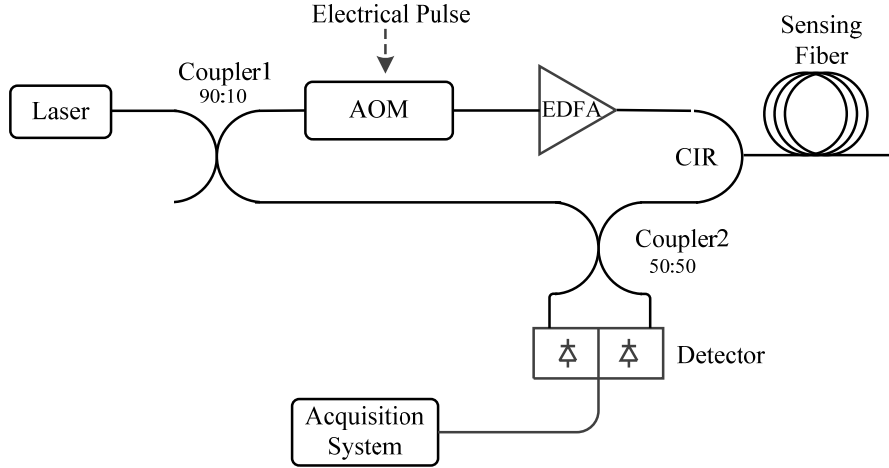 Electrical Pulse
Sensing
Fiber
Coupler1
90:10
Laser
AOM
EDFA
CIR
Coupler2
50:50
Detector
Acquisition
System